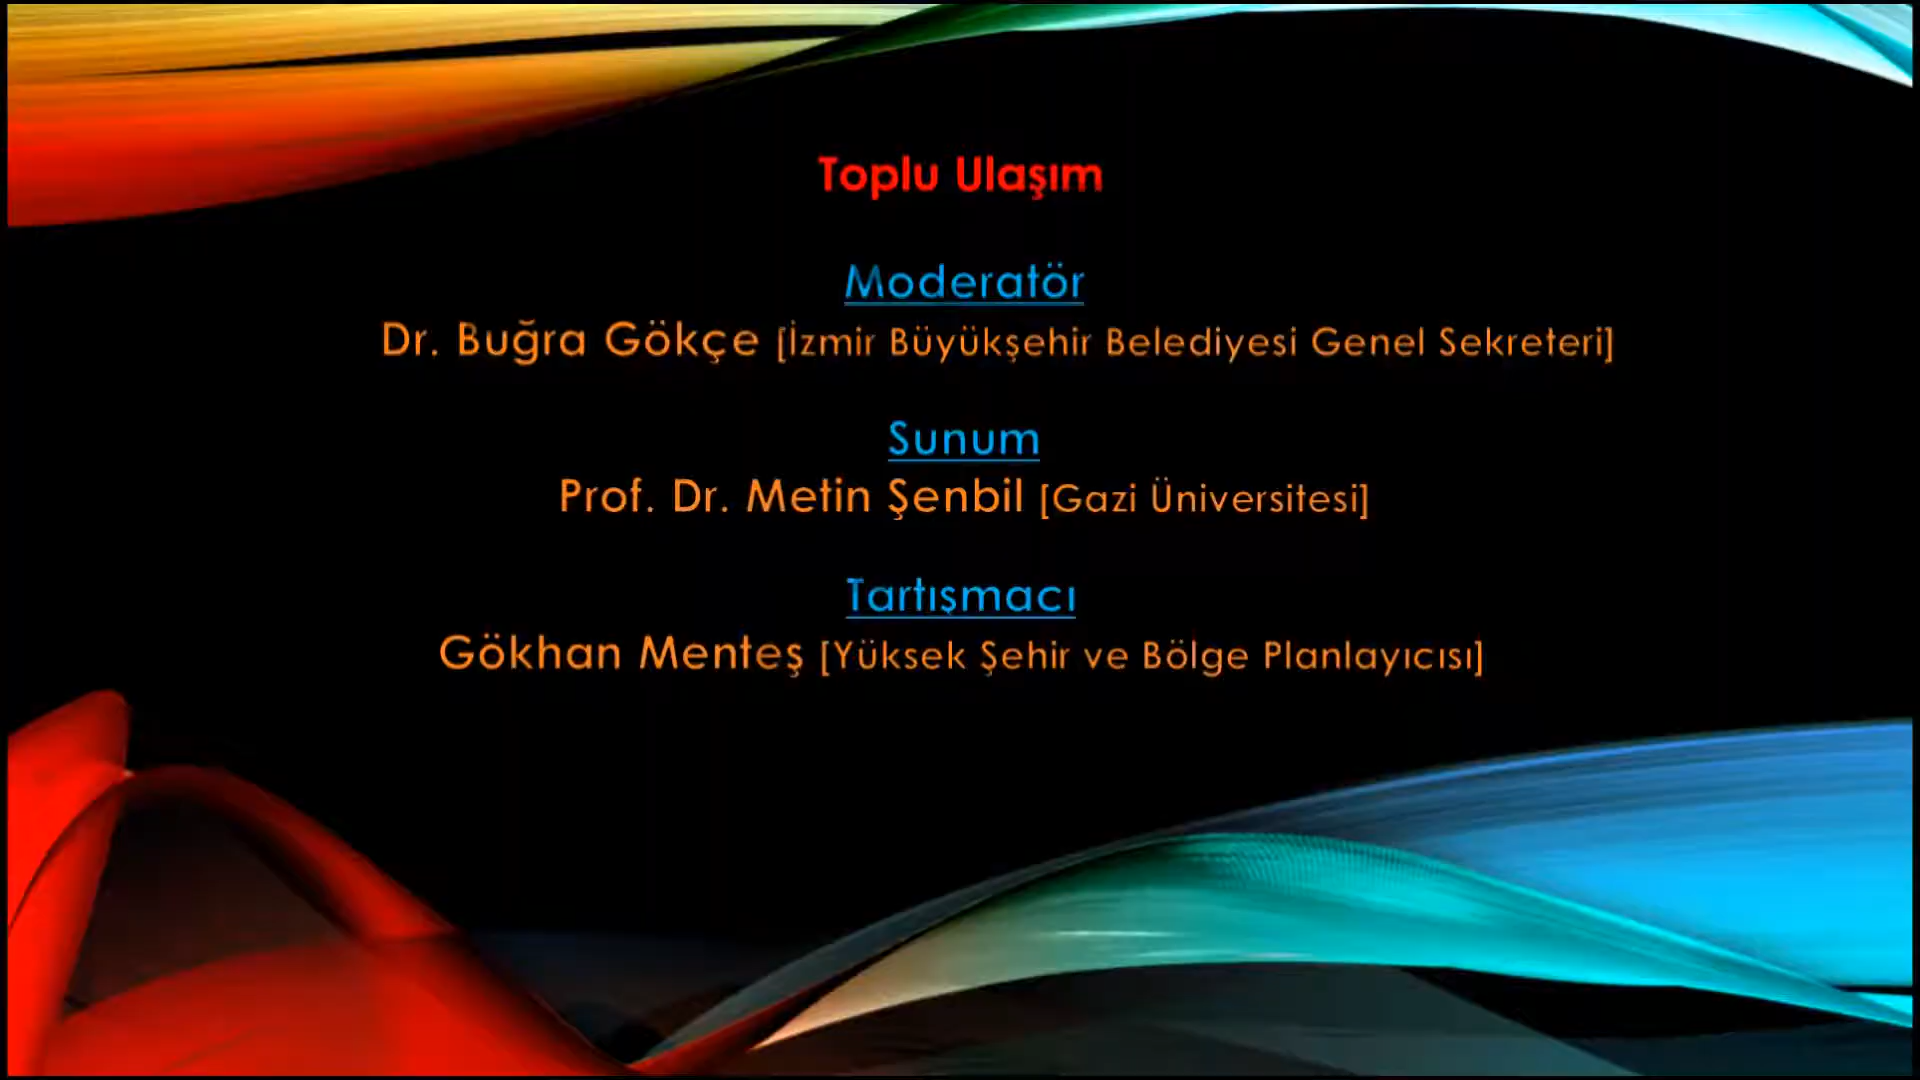 Toplu Ulaşım
Moderatör
Dr. Buğra Gökçe [İzmir Büyükşehir Belediyesi Genel Sekreteri]
Sunum
Prof. Dr. Metin Şenbil [Gazi Üniversitesi]
Tartışmacı
Gökhan Menteş [Yüksek Şehir ve Bölge Planlayıcısı]